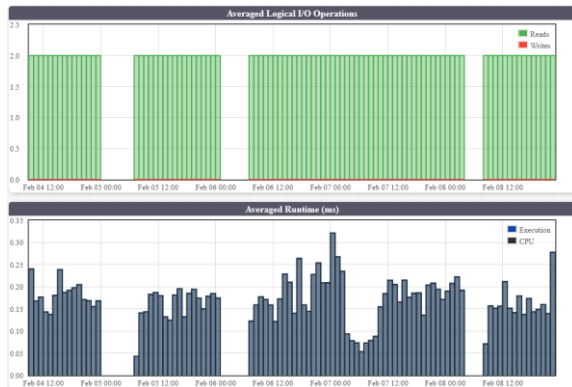 Averaged Logical I/O Operations
2.5
Reads
Writes
2.0
1.5
1.0
0.5
0.0
Feb 04 12:00 Feb 05 00:00 Feb 05 12:00 Feb 06 00:00 Feb 06 12:00 Feb 07 00:00 Feb 07 12:00 Feb 08 00:00 Feb 08 12:00
Averaged Runtime (ms)
0.35
Execution
CPU
0.30
0.25
0.20
0.15
0.10
0.05
0.00
Feb 04 12:00 Feb 05 00:00 Feb 05 12:00 Feb 06 00:00 Feb 06 12:00 Feb 07 00:00 Feb 07 12:00 Feb 08 00:00 Feb 08 12:00